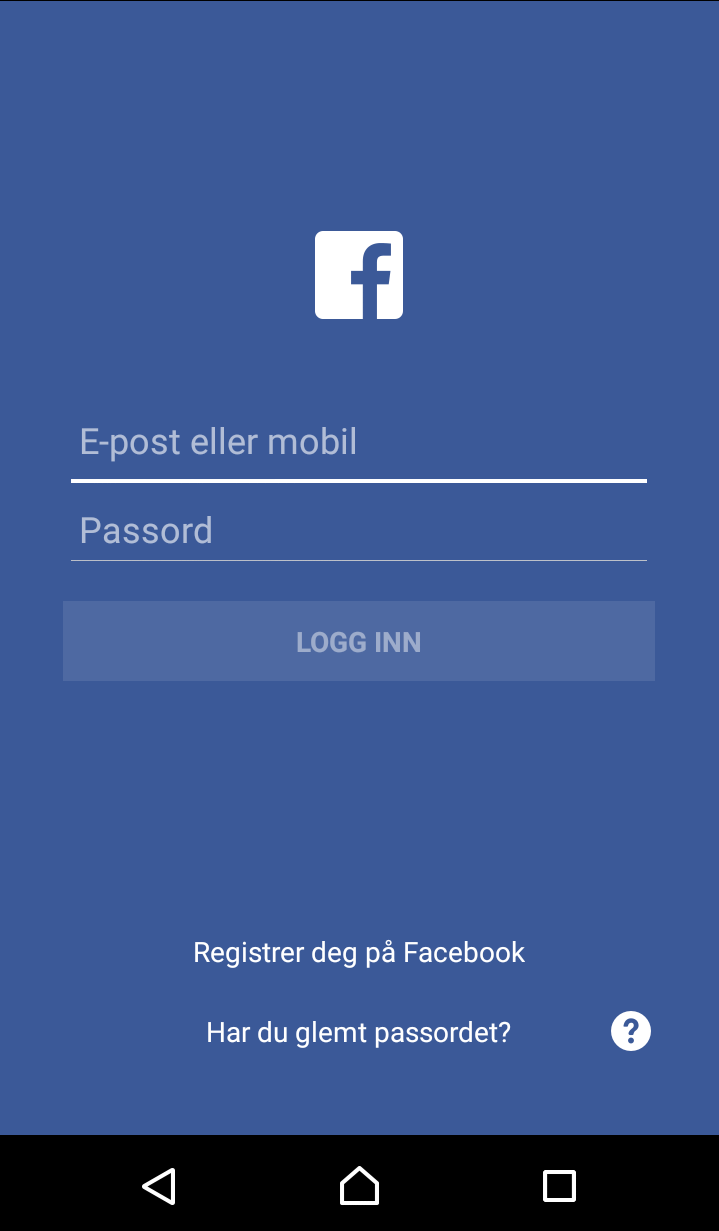 E-post eller mobil
Passord
LOGG INN
Registrer deg på Facebook
Har du glemt passordet?
?